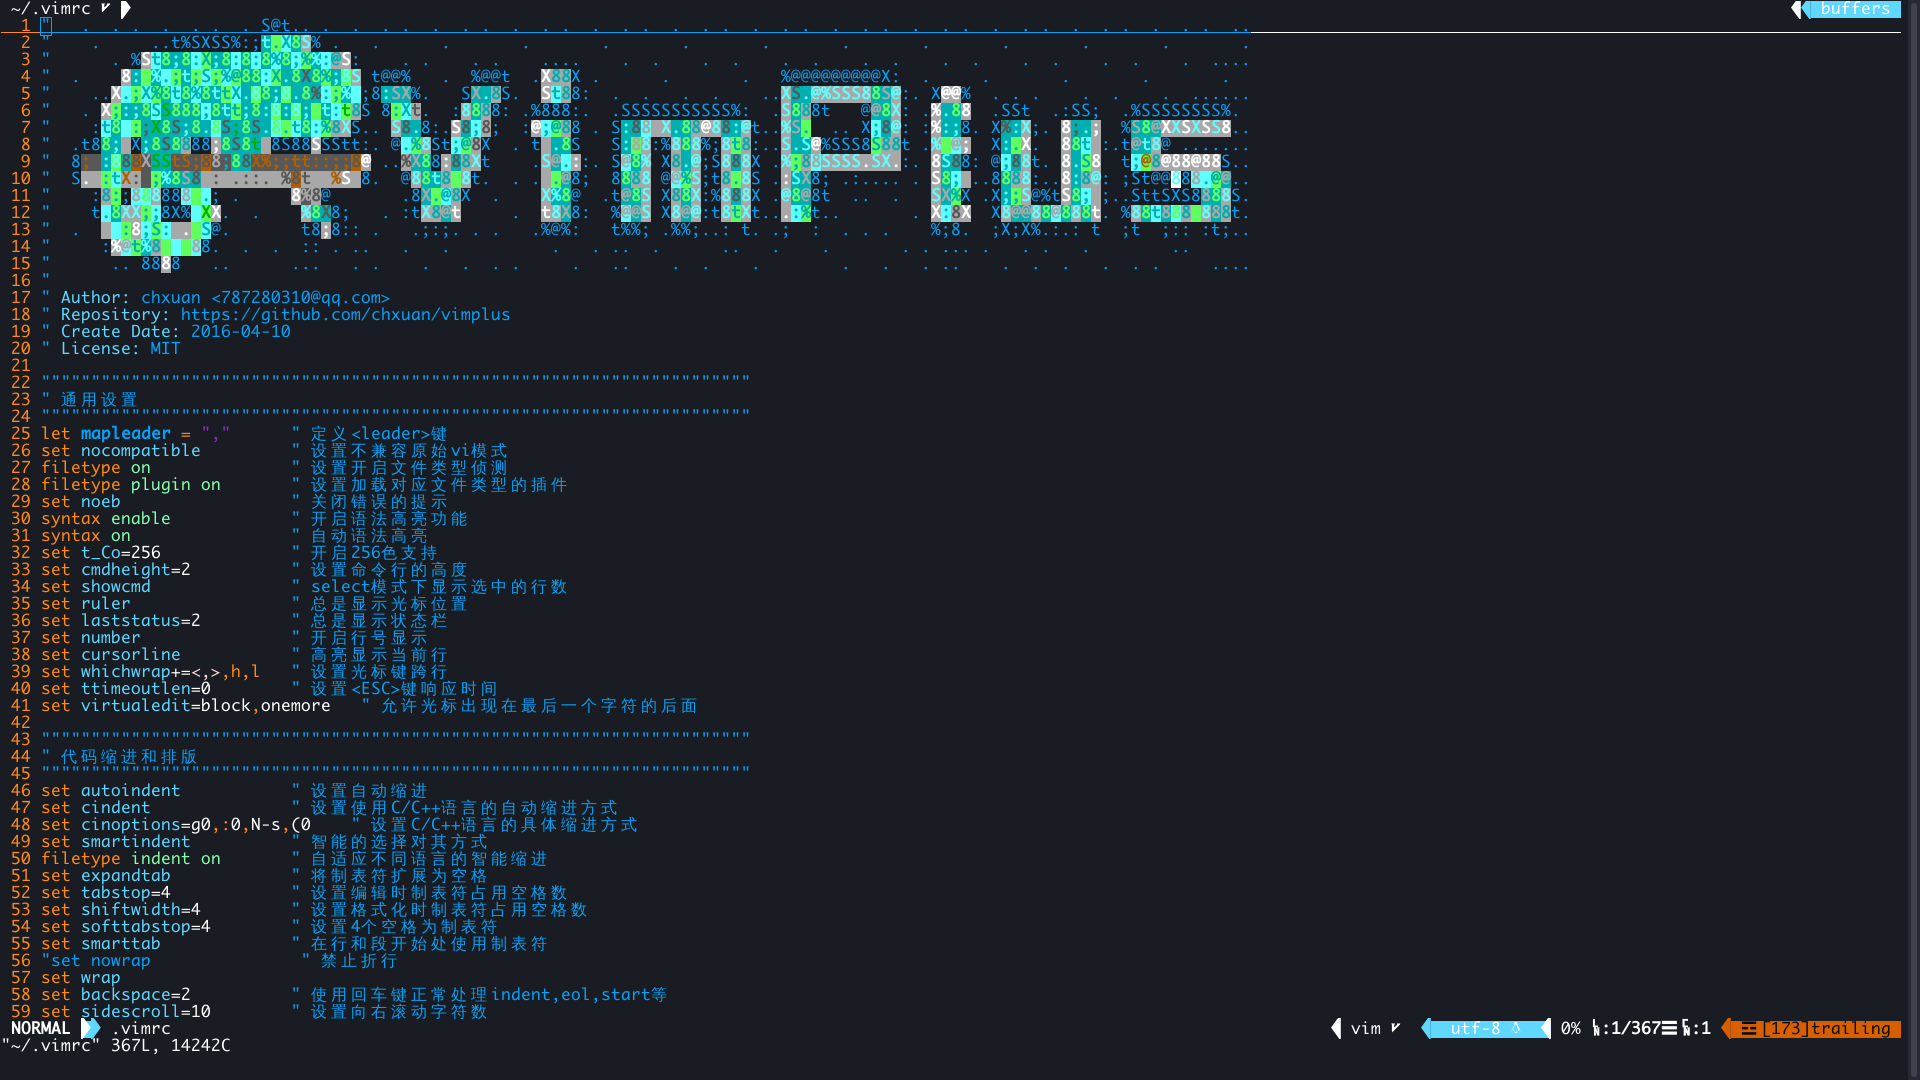 ~/.vimrc
buffers
VimPlus
16 "
17 " Author: chxuan <787280310@qq.com>
18 " Repository: https://github.com/chxuan/vimplus
19 " Create Date: 2016-04-10
20 " License: MIT
21
22 """""""""""""""""""""""""""""""""""""""""""""""""""""""""""""""""""""""
23 " 通用设置
24 """""""""""""""""""""""""""""""""""""""""""""""""""""""""""""""""""""""
25 let mapleader = "," " 定义<leader>键
26 set nocompatible " 设置不兼容原始vi模式
27 filetype on " 设置开启文件类型侦测
28 filetype plugin on " 设置加载对应文件类型的插件
29 set noeb " 关闭错误的提示
30 syntax enable " 开启语法高亮功能
31 syntax on " 自动语法高亮
32 set t_Co=256 " 开启256色支持
33 set cmdheight=2 " 设置命令行的高度
34 set showcmd " select模式下显示选中的行数
35 set ruler " 总是显示光标位置
36 set laststatus=2 " 总是显示状态栏
37 set number " 开启行号显示
38 set cursorline " 高亮显示当前行
39 set whichwrap+=<,>,h,l " 设置光标键跨行
40 set ttimeoutlen=0 " 设置<ESC>键响应时间
41 set virtualedit=block,onemore " 允许光标出现在最后一个字符的后面
42
43 """""""""""""""""""""""""""""""""""""""""""""""""""""""""""""""""""""""
44 " 代码缩进和排版
45 """""""""""""""""""""""""""""""""""""""""""""""""""""""""""""""""""""""
46 set autoindent " 设置自动缩进
47 set cindent " 设置使用C/C++语言的自动缩进方式
48 set cinoptions=g0,:0,N-s,(0 " 设置C/C++语言的具体缩进方式
49 set smartindent " 智能的选择对其方式
50 filetype indent on " 自适应不同语言的智能缩进
51 set expandtab " 将制表符扩展为空格
52 set tabstop=4 " 设置编辑时制表符占用空格数
53 set shiftwidth=4 " 设置格式化时制表符占用空格数
54 set softtabstop=4 " 设置4个空格为制表符
55 set smarttab " 在行和段开始处使用制表符
56 "set nowrap " 禁止折行
57 set wrap
58 set backspace=2 " 使用回车键正常处理indent,eol,start等
59 set sidescroll=10 " 设置向右滚动字符数
NORMAL .vimrc vim utf-8 0% :1/367 :1 [173]trailing
"~/.vimrc" 367L, 14242C